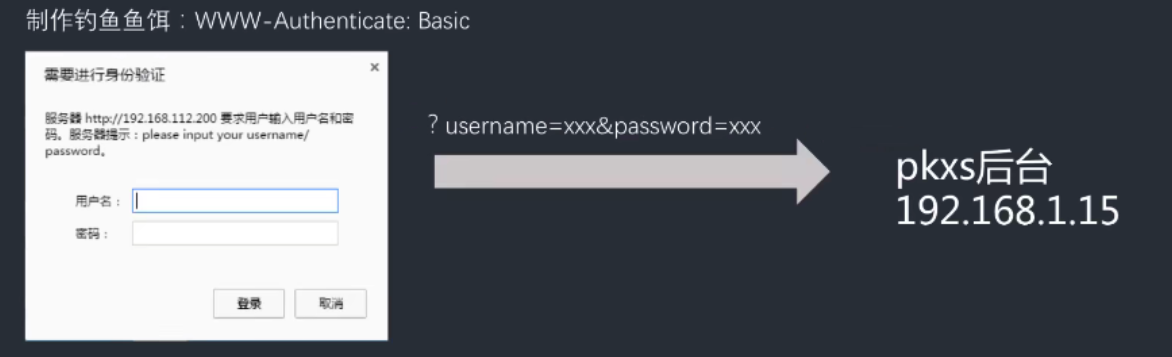 制作钓鱼鱼饵：WWW-Authenticate: Basic
需要进行身份验证
×
服务器 http://192.168.112.200 要求用户输入用户名和密
码。服务器提示：please input your username/
password。
用户名：
密码：
登录 取消
? username=xxx&password=xxx
pkxs后台
192.168.1.15